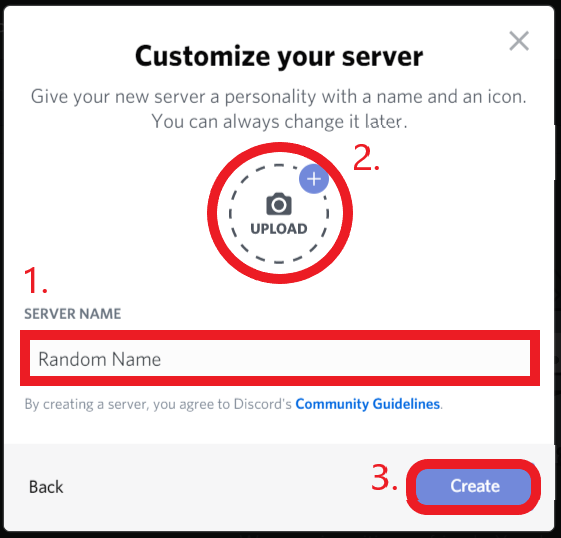 Customize your server
Give your new server a personality with a name and an icon.
You can always change it later.
2.
UPLOAD
1.
SERVER NAME
Random Name
By creating a server, you agree to Discord's Community Guidelines.
Back
3.
Create